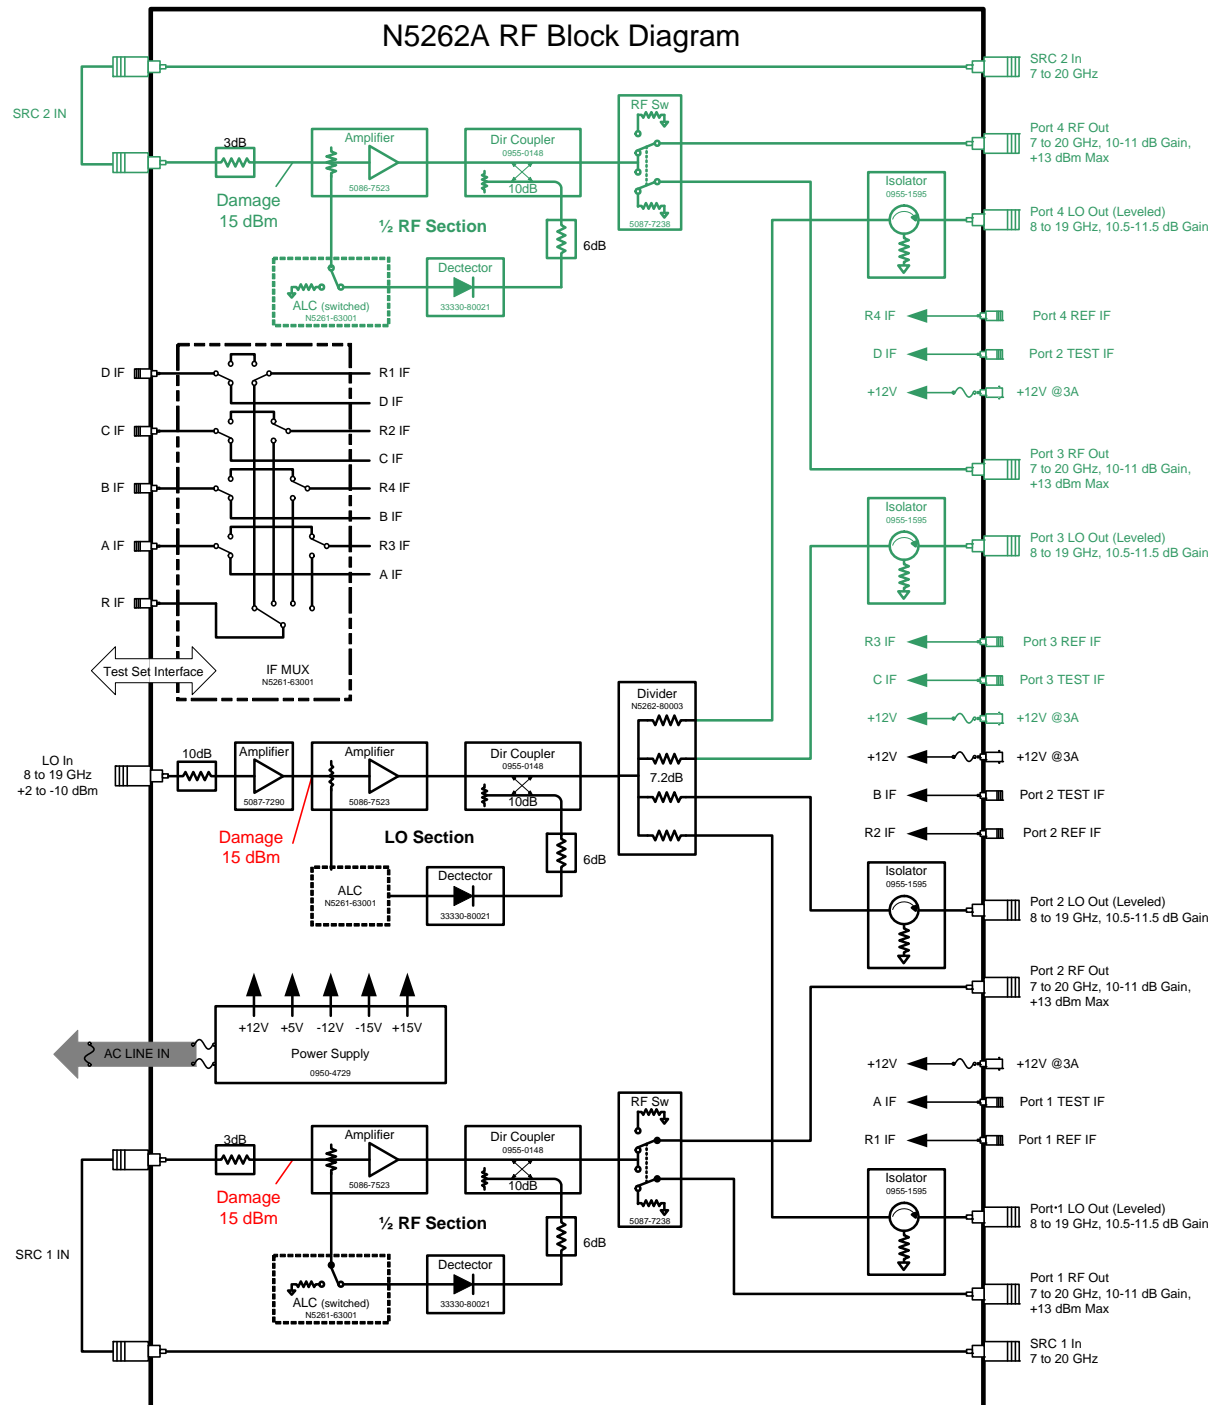 N5262A RF Block Diagram
SRC 2 In
7 to 20 GHz
SRC 2 IN
3dB
Damage
15 dBm
Amplifier
5086-7523
Dir Coupler
0955-0148
10dB
RF Sw
5087-7238
½ RF Section
6dB
ALC (switched)
N5261-63001
Dectector
33330-80021
Port 4 RF Out
7 to 20 GHz, 10-11 dB Gain,
+13 dBm Max
Isolator
0955-1595
Port 4 LO Out (Leveled)
8 to 19 GHz, 10.5-11.5 dB Gain
R4 IF
Port 4 REF IF
D IF
Port 2 TEST IF
+12V
+12V @3A
D IF
R1 IF
D IF
C IF
R2 IF
C IF
B IF
R4 IF
B IF
A IF
R3 IF
A IF
R IF
Test Set Interface
IF MUX
N5261-63001
Port 3 RF Out
7 to 20 GHz, 10-11 dB Gain,
+13 dBm Max
Isolator
0955-1595
Port 3 LO Out (Leveled)
8 to 19 GHz, 10.5-11.5 dB Gain
R3 IF
Port 3 REF IF
C IF
Port 3 TEST IF
+12V
+12V @3A
+12V
+12V @3A
B IF
Port 2 TEST IF
R2 IF
Port 2 REF IF
LO In
8 to 19 GHz
+2 to -10 dBm
10dB
Amplifier
5087-7290
Damage
15 dBm
Amplifier
5086-7523
Dir Coupler
0955-0148
10dB
Divider
N5262-80003
7.2dB
LO Section
6dB
ALC
N5261-63001
Dectector
33330-80021
Isolator
0955-1595
Port 2 LO Out (Leveled)
8 to 19 GHz, 10.5-11.5 dB Gain
Port 2 RF Out
7 to 20 GHz, 10-11 dB Gain,
+13 dBm Max
+12V +5V -12V -15V +15V
Power Supply
0950-4729
AC LINE IN
+12V
+12V @3A
A IF
Port 1 TEST IF
R1 IF
Port 1 REF IF
3dB
Damage
15 dBm
Amplifier
5086-7523
Dir Coupler
0955-0148
10dB
RF Sw
5087-7238
½ RF Section
6dB
ALC (switched)
N5261-63001
Dectector
33330-80021
SRC 1 IN
Isolator
0955-1595
Port 1 LO Out (Leveled)
8 to 19 GHz, 10.5-11.5 dB Gain
Port 1 RF Out
7 to 20 GHz, 10-11 dB Gain,
+13 dBm Max
SRC 1 In
7 to 20 GHz